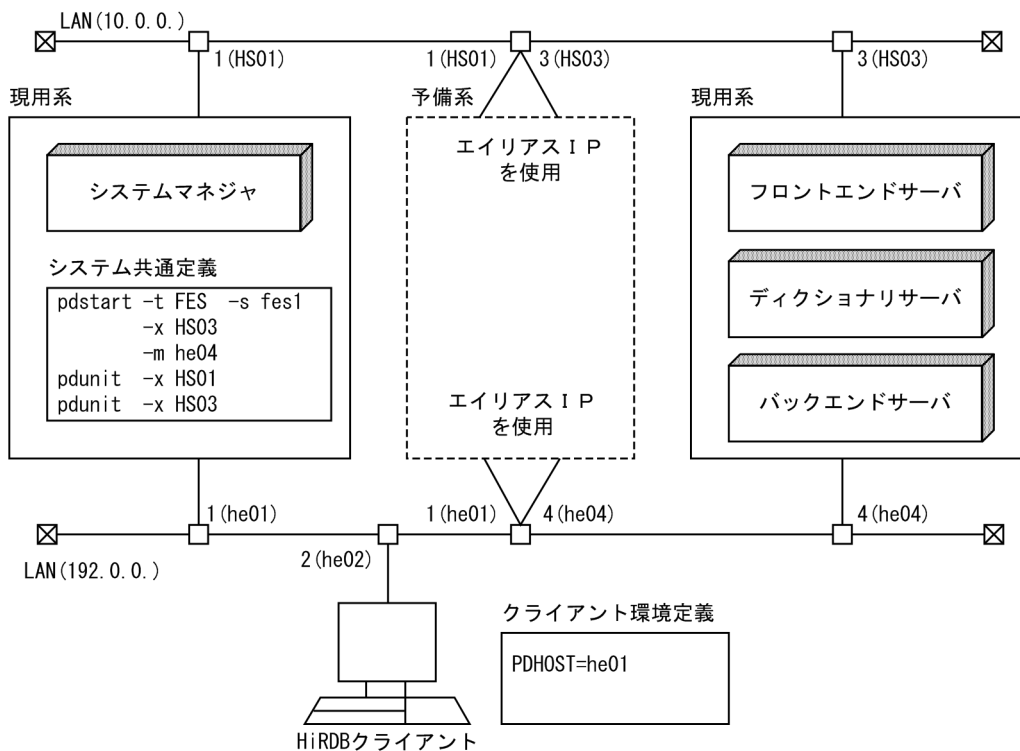 LAN(10.0.0.)
1(HS01)
1(HS01)
3(HS03)
3(HS03)
現用系
予備系
現用系
エイリアスＩＰ
を使用
システムマネジャ
フロントエンドサーバ
システム共通定義
pdstart -t FES -s fes1
-x HS03
-m he04
pdunit -x HS01
pdunit -x HS03
ディクショナリサーバ
エイリアスＩＰ
を使用
バックエンドサーバ
1(he01)
1(he01)
4(he04)
4(he04)
LAN(192.0.0.)
2(he02)
クライアント環境定義
PDHOST=he01
HiRDBクライアント